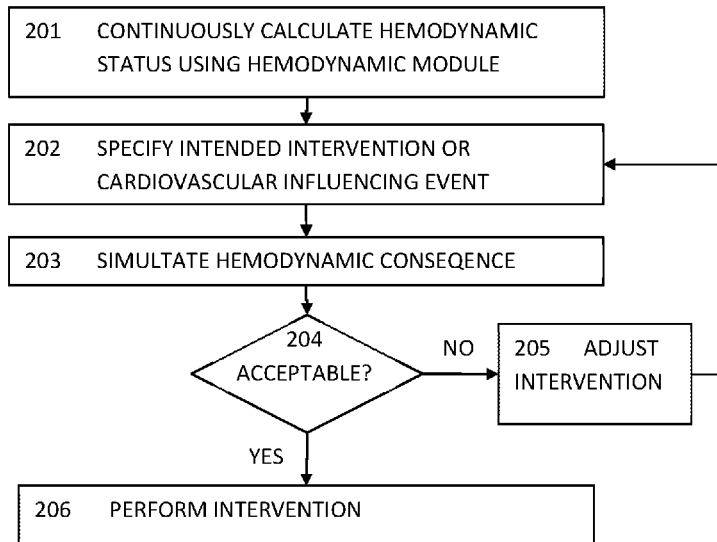 201 CONTINUOUSLY CALCULATE HEMODYNAMIC
STATUS USING HEMODYNAMIC MODULE
202 SPECIFY INTENDED INTERVENTION OR
CARDIOVASCULAR INFLUENCING EVENT
203 SIMULTATE HEMODYNAMIC CONSEQENCE
204
ACCEPTABLE?
NO
205 ADJUST
INTERVENTION
YES
206 PERFORM INTERVENTION